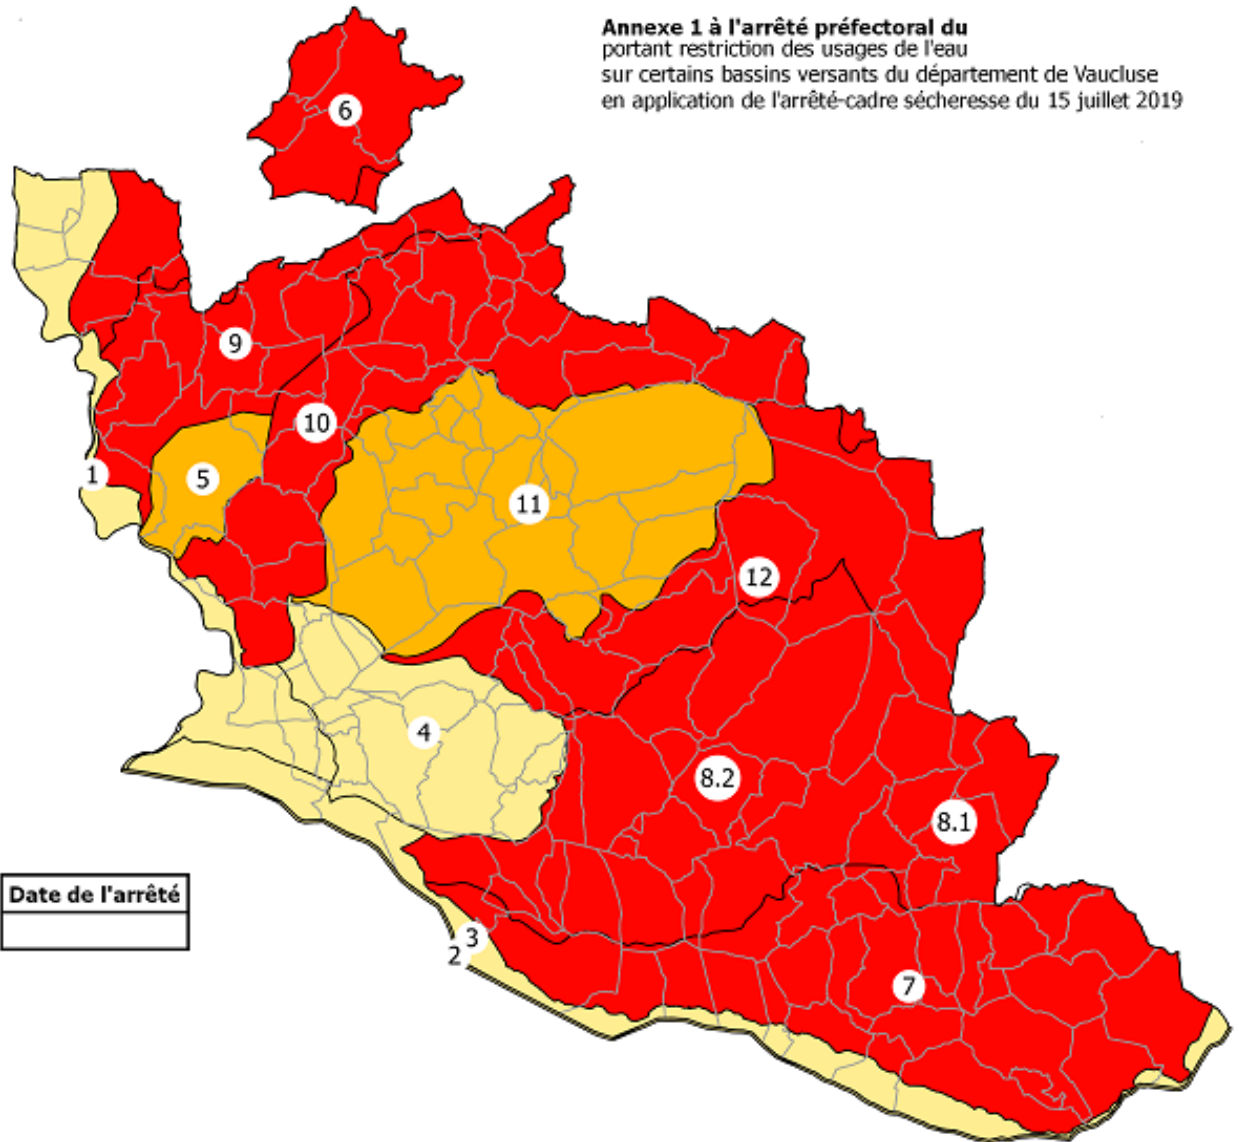 Annexe 1 à l'arrêté préfectoral du
portant restriction des usages de l'eau
sur certains bassins versants du département de Vaucluse
en application de l'arrêté-cadre sécheresse du 15 juillet 2019
6
9
10
1
5
11
12
4
8.2
8.1
Date de l'arrêté
3
2
7